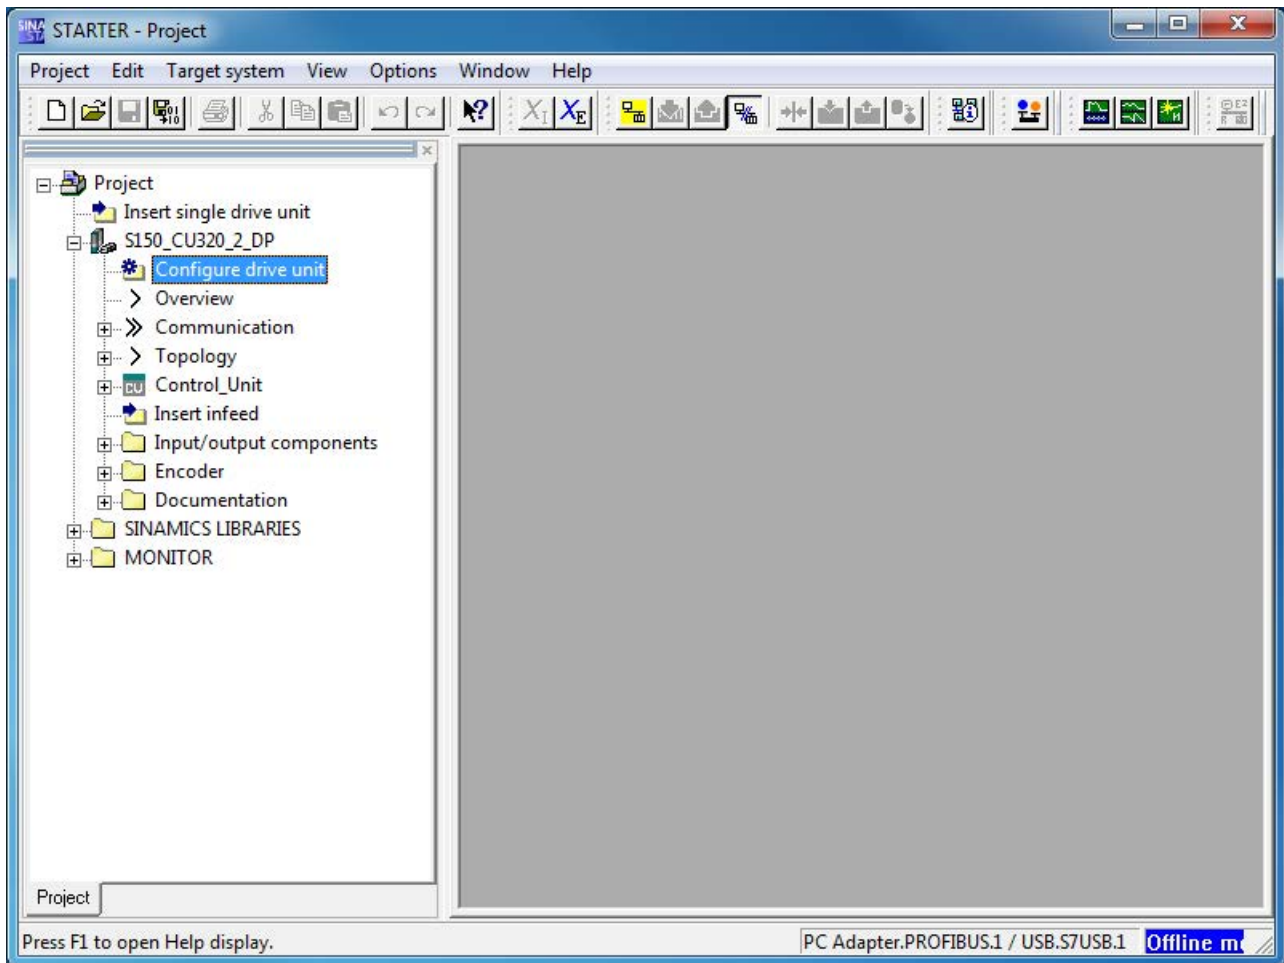 STARTER - Project
Project Edit Target system View Options Window Help
Project
Insert single drive unit
S150_CU320_2_DP
Configure drive unit
Overview
Communication
Topology
CU Control_Unit
Insert infeed
Input/output components
Encoder
Documentation
SINAMICS LIBRARIES
MONITOR
Project
Press F1 to open Help display.
PC Adapter.PROFIBUS.1 / USB.S7USB.1 Offline